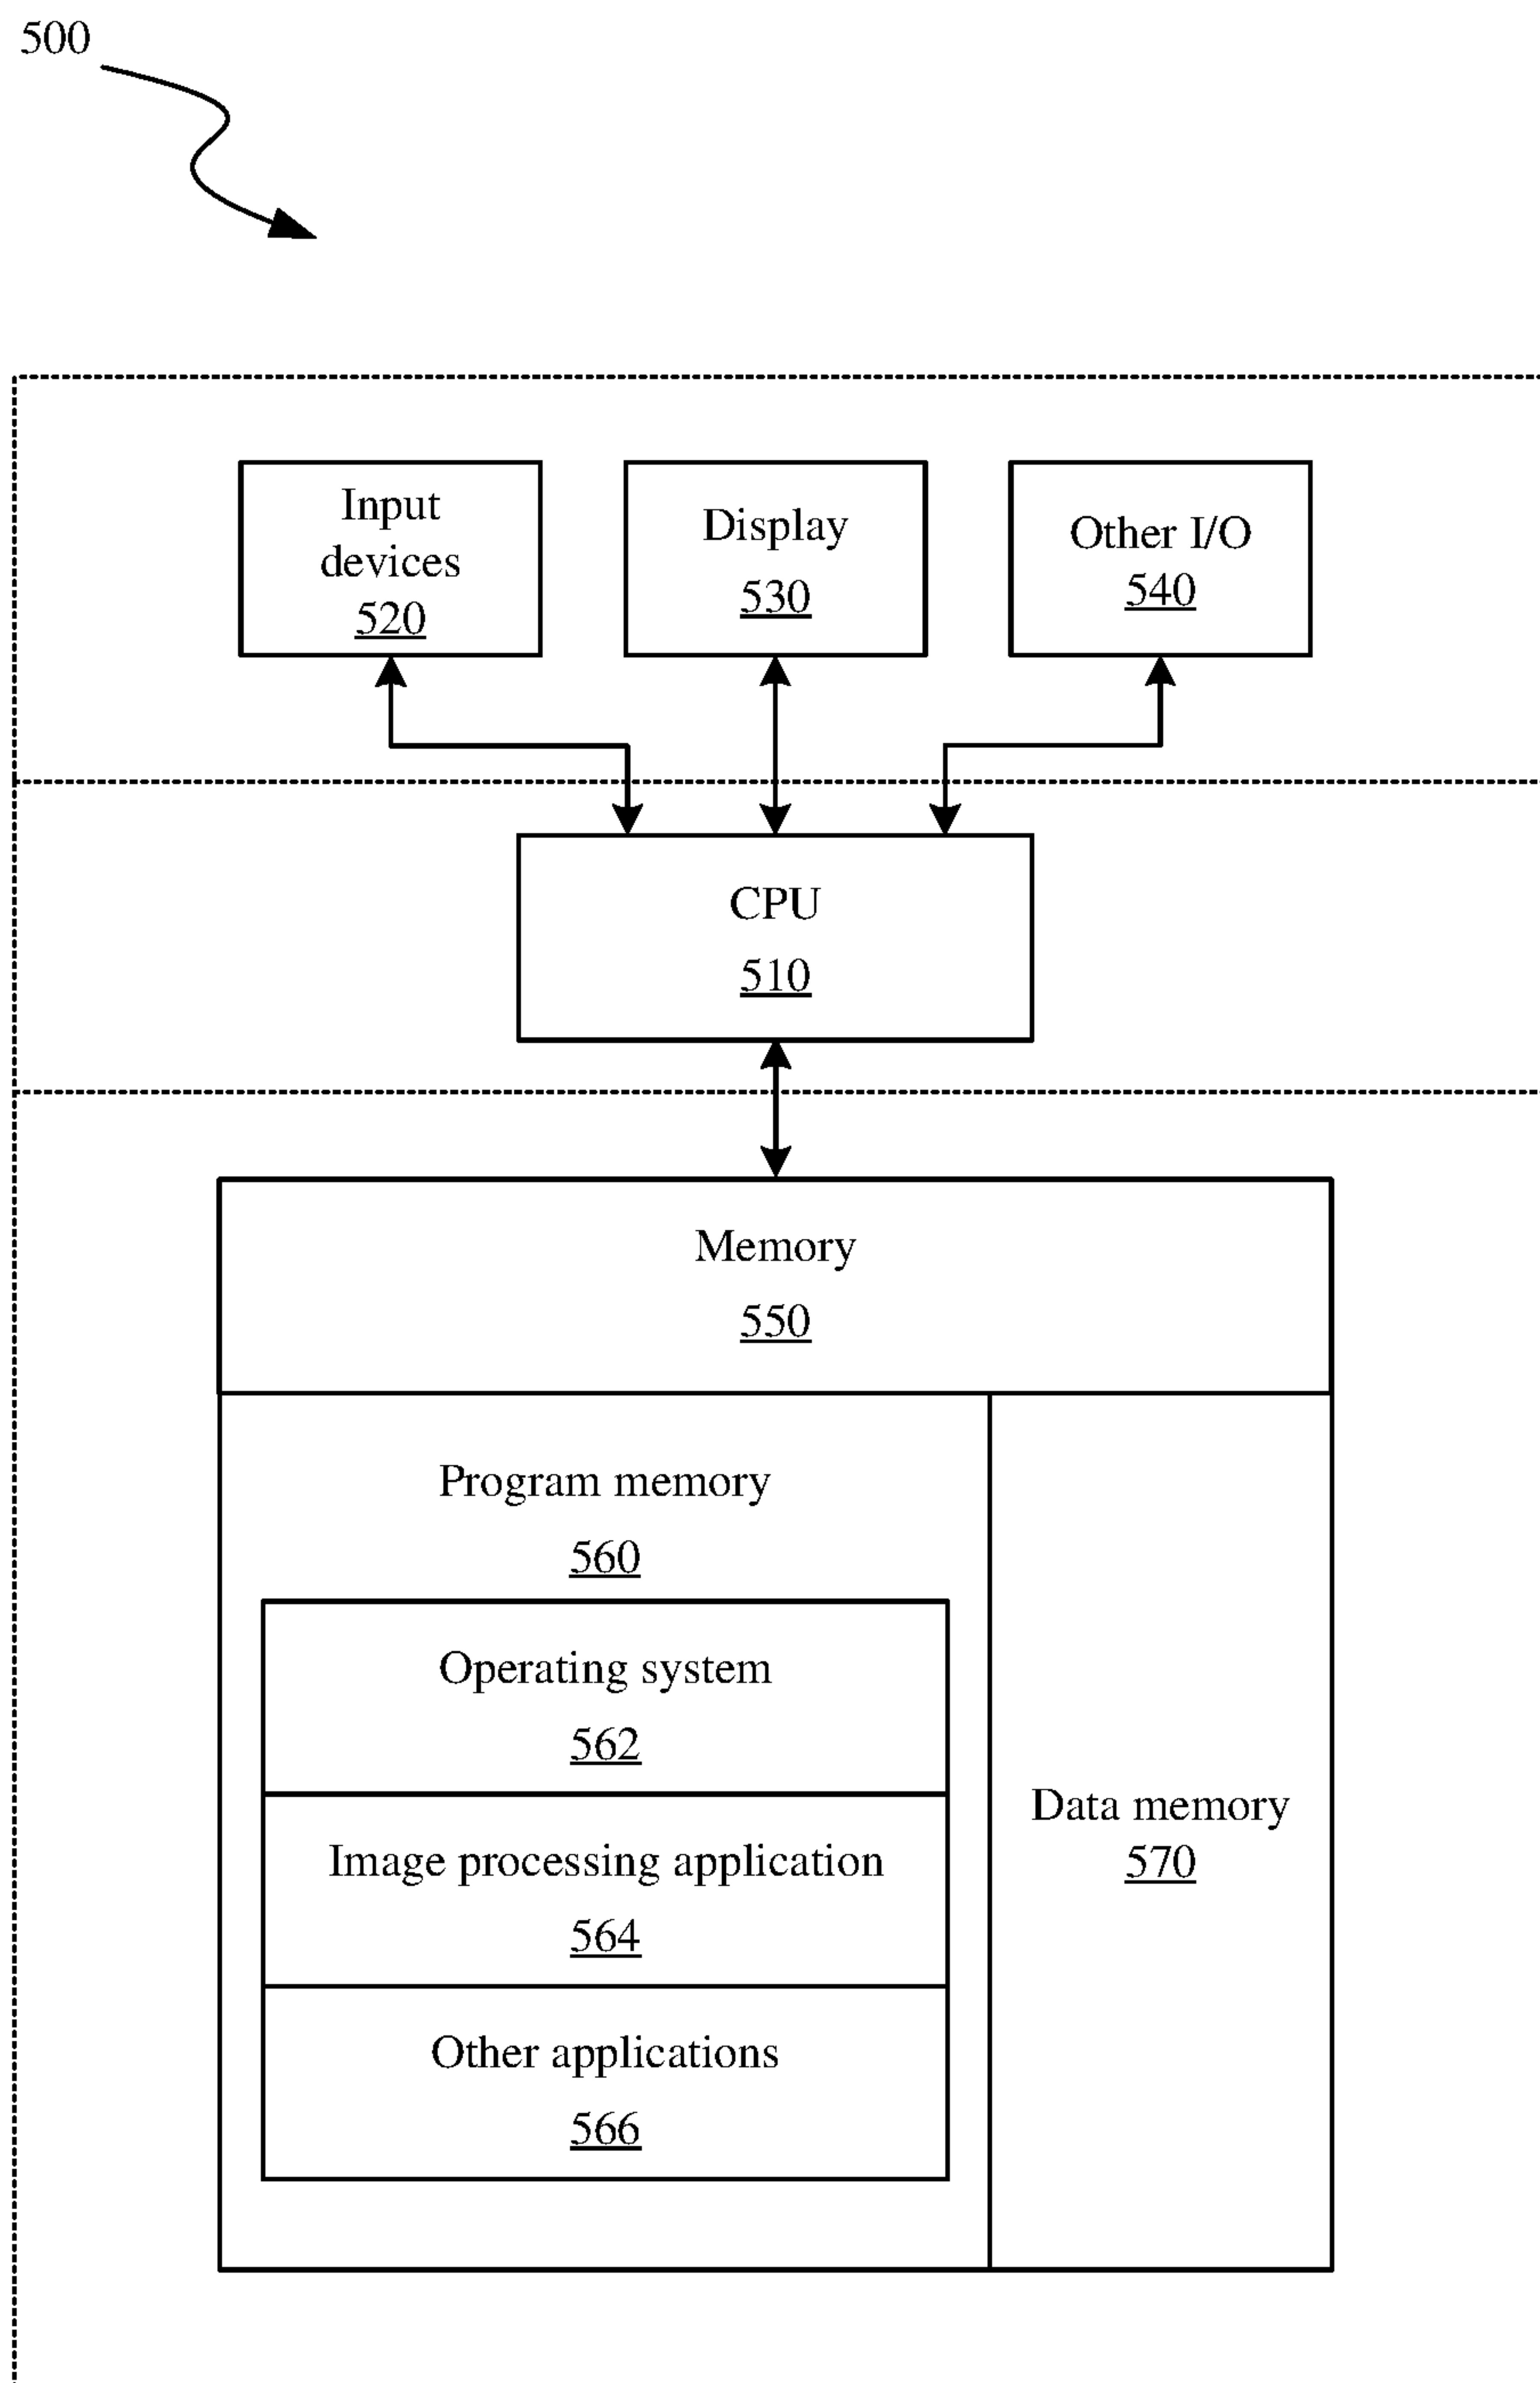 500
Input
devices
520
Display
530
Other I/O
540
CPU
510
Memory
550
Program memory
560
Operating system
562
Image processing application
564
Other applications
566
Data memory
570